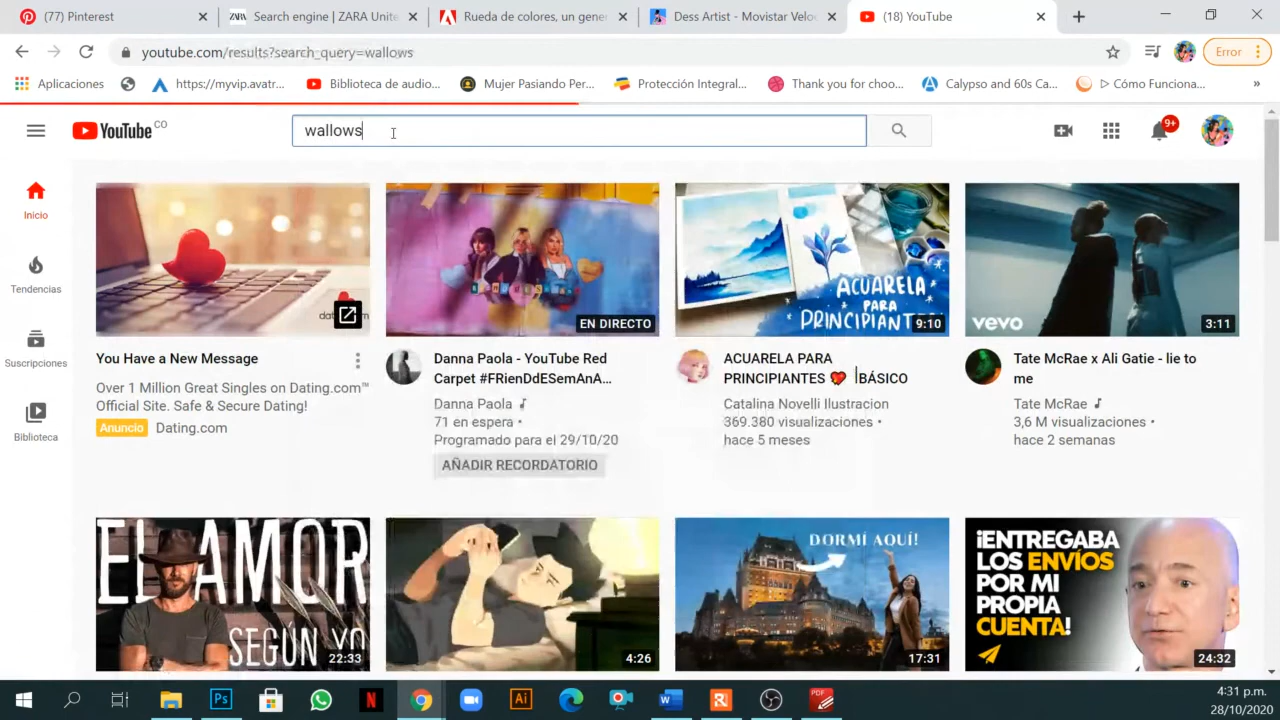 (77) Pinterest
ZARA
Search engine | ZARA Unite
Rueda de colores, un gener
Dess Artist - Movistar Velo
(18) YouTube
youtube.com/results?search_query=wallows
Error
Aplicaciones
https://myvip.avatr...
Biblioteca de audio...
Mujer Pasiando Per...
Protección Integral...
Thank you for choo...
Calypso and 60s Ca...
▷ Cómo Funciona...
»
YouTube CO
wallows
9+
Inicio
Tendencias
Suscripciones
Biblioteca
You Have a New Message
Over 1 Million Great Singles on Dating.com™
Official Site. Safe & Secure Dating!
Anuncio Dating.com
EN DIRECTO
Danna Paola - YouTube Red
Carpet #FRienDdESemAnA...
Danna Paola
71 en espera •
Programado para el 29/10/20
AÑADIR RECORDATORIO
ACUARELA
PARA
PRINCIPIANTES
9:10
ACUARELA PARA
PRINCIPIANTES 💖 |BÁSICO
Catalina Novelli Ilustracion
369.380 visualizaciones •
hace 5 meses
vevo
3:11
Tate McRae x Ali Gatie - lie to
me
Tate McRae
3,6 M visualizaciones •
hace 2 semanas
EL AMOR
SEGÚN YO
22:33
4:26
DORMÍ AQUÍ!
17:31
¡ENTREGABA
LOS ENVÍOS
POR MI
PROPIA
CUENTA!
24:32
Ps
N
Ai
W
PDF
4:31 p.m.
28/10/2020